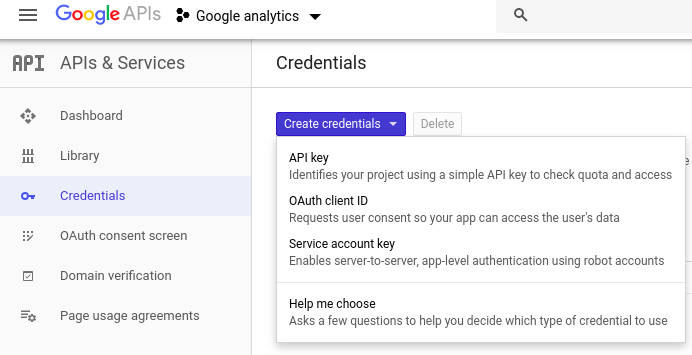 Google APIs
Google analytics
API
APIs & Services
Credentials
Dashboard
Library
Credentials
OAuth consent screen
Domain verification
Page usage agreements
Create credentials
Delete
API key
Identifies your project using a simple API key to check quota and access
OAuth client ID
Requests user consent so your app can access the user's data
Service account key
Enables server-to-server, app-level authentication using robot accounts
Help me choose
Asks a few questions to help you decide which type of credential to use